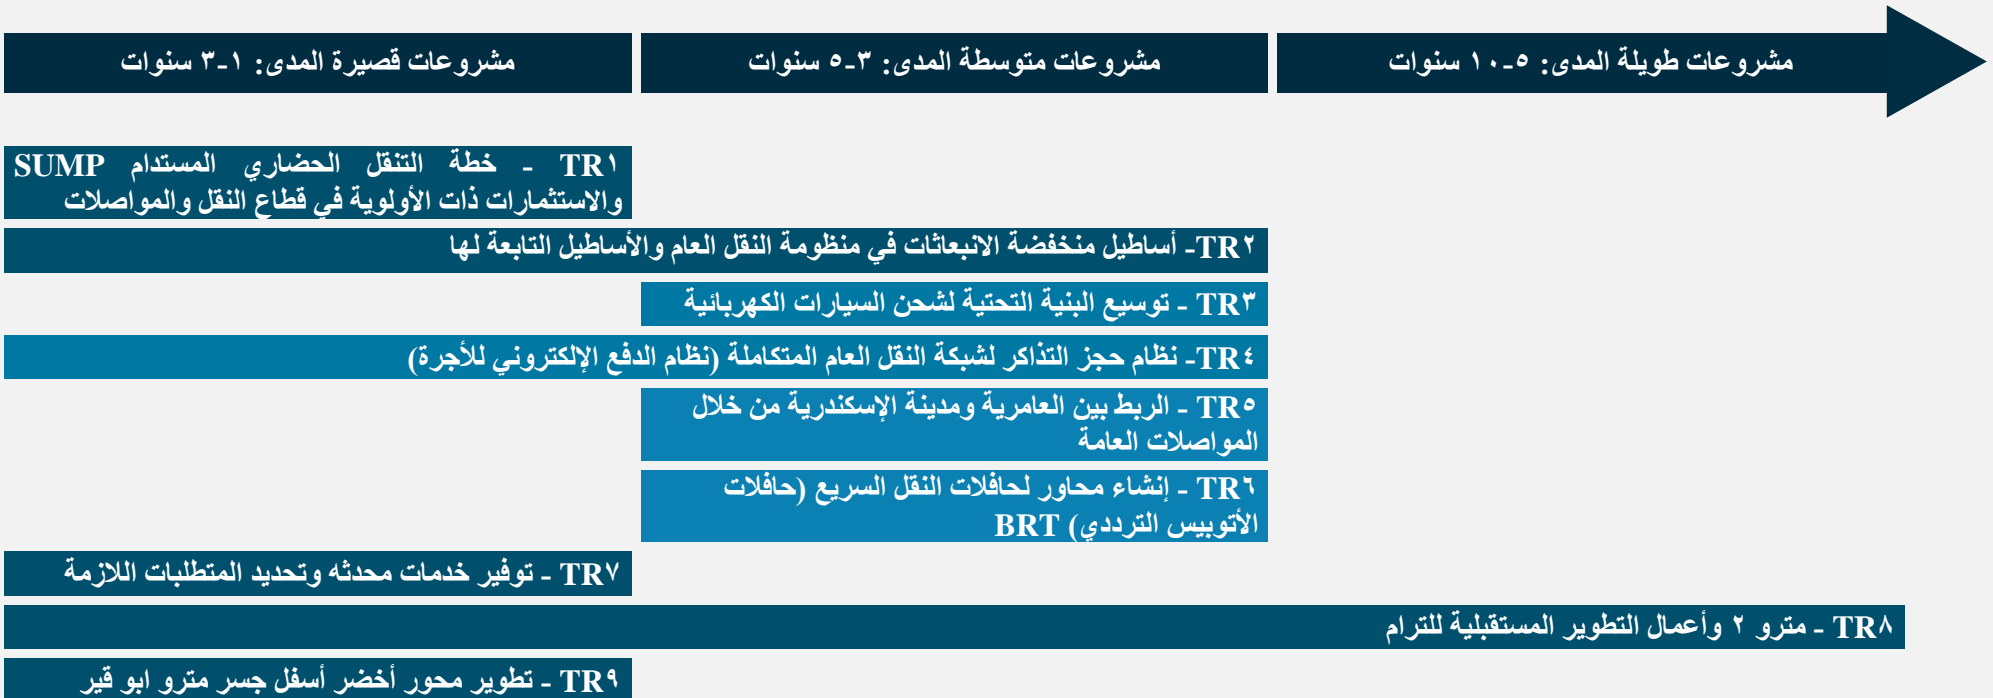 مشروعات قصيرة المدى: ١-٣ سنوات
مشروعات متوسطة المدى: ٣-٥ سنوات
مشروعات طويلة المدى: ٥-١٠ سنوات
TR١ - خطة التنقل الحضاري المستدام SUMP
والاستثمارات ذات الأولوية في قطاع النقل والمواصلات
TR٢- أساطيل منخفضة الانبعاثات في منظومة النقل العام والأساطيل التابعة لها
TR٣ - توسيع البنية التحتية لشحن السيارات الكهربائية
TR٤- نظام حجز التذاكر لشبكة النقل العام المتكاملة (نظام الدفع الإلكتروني للأجرة)
TR٥ - الربط بين العامرية ومدينة الإسكندرية من خلال
المواصلات العامة
TR٦ - إنشاء محاور لحافلات النقل السريع (حافلات
الأتوبيس الترددي) BRT
TR٧ - توفير خدمات محدثه وتحديد المتطلبات اللازمة
TR٨ - مترو ٢ وأعمال التطوير المستقبلية للترام
TR٩ - تطوير محور أخضر أسفل جسر مترو ابو قير